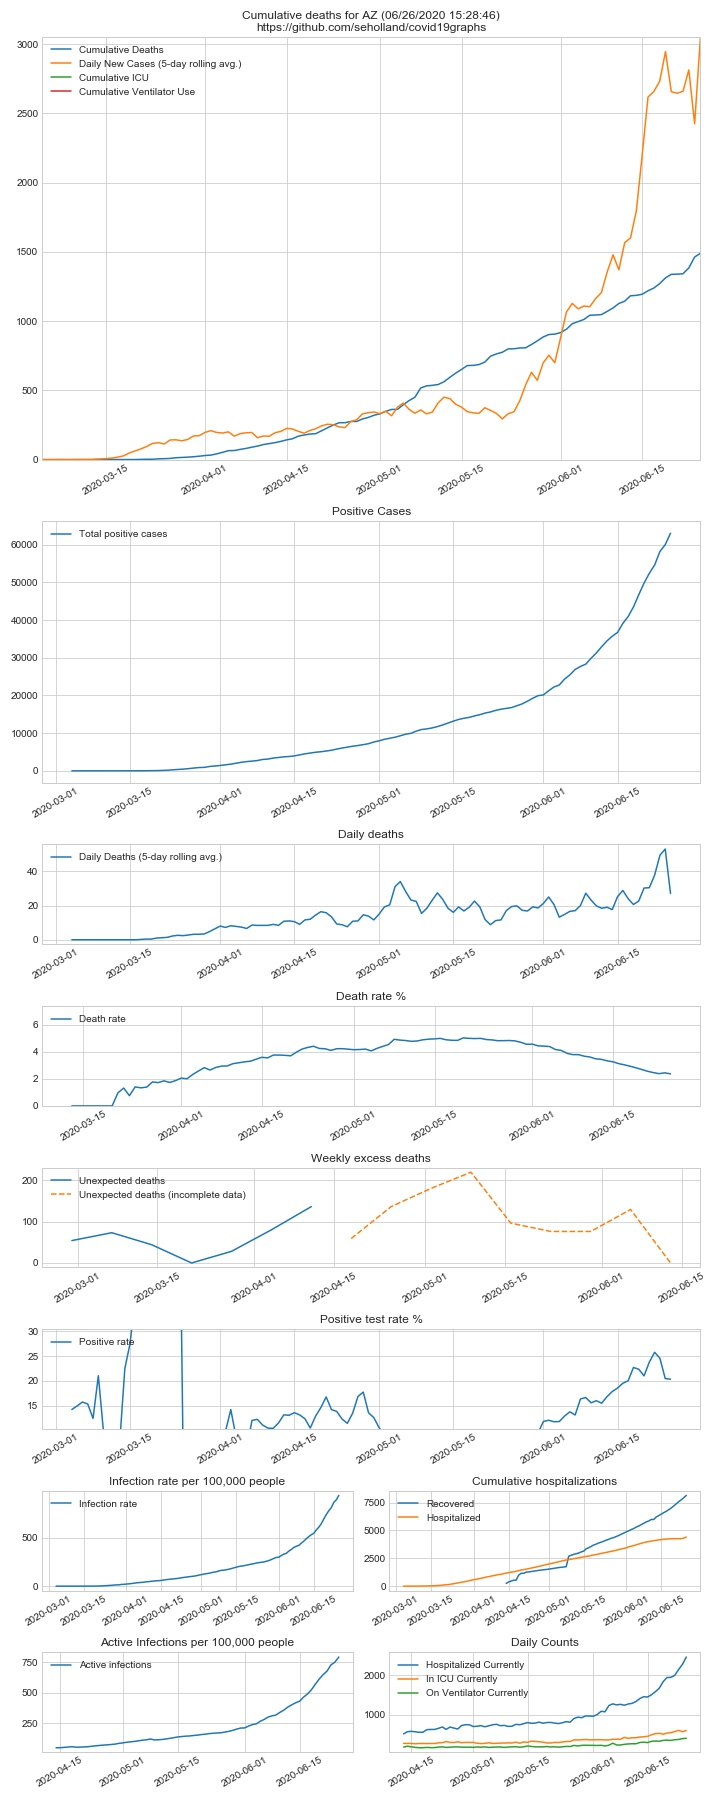 Cumulative deaths for AZ (06/26/2020 15:28:46)
https://github.com/seholland/covid19graphs
Cumulative Deaths
Daily New Cases (5-day rolling avg.)
Cumulative ICU
Cumulative Ventilator Use
3000
2500
2000
1500
1000
500
0
2020-03-15 2020-04-01 2020-04-15 2020-05-01 2020-05-15 2020-06-01 2020-06-15
Positive Cases
Total positive cases
60000
50000
40000
30000
20000
10000
0
2020-03-01 2020-03-15 2020-04-01 2020-04-15 2020-05-01 2020-05-15 2020-06-01 2020-06-15
Daily deaths
Daily Deaths (5-day rolling avg.)
40
20
0
2020-03-01 2020-03-15 2020-04-01 2020-04-15 2020-05-01 2020-05-15 2020-06-01 2020-06-15
Death rate %
Death rate
6
4
2
0
2020-03-15 2020-04-01 2020-04-15 2020-05-01 2020-05-15 2020-06-01 2020-06-15
Weekly excess deaths
Unexpected deaths
Unexpected deaths (incomplete data)
200
100
0
2020-03-01 2020-03-15 2020-04-01 2020-04-15 2020-05-01 2020-05-15 2020-06-01 2020-06-15
Positive test rate %
Positive rate
30
25
20
15
2020-03-01 2020-03-15 2020-04-01 2020-04-15 2020-05-01 2020-05-15 2020-06-01 2020-06-15
Infection rate per 100,000 people
Infection rate
500
0
2020-03-01 2020-03-15 2020-04-01 2020-04-15 2020-05-01 2020-05-15 2020-06-01 2020-06-15
Cumulative hospitalizations
Recovered
Hospitalized
7500
5000
2500
0
2020-03-01 2020-03-15 2020-04-01 2020-04-15 2020-05-01 2020-05-15 2020-06-01 2020-06-15
Active Infections per 100,000 people
Active infections
750
500
250
2020-04-15 2020-05-01 2020-05-15 2020-06-01 2020-06-15
Daily Counts
Hospitalized Currently
In ICU Currently
On Ventilator Currently
2000
1000
2020-04-15 2020-05-01 2020-05-15 2020-06-01 2020-06-15